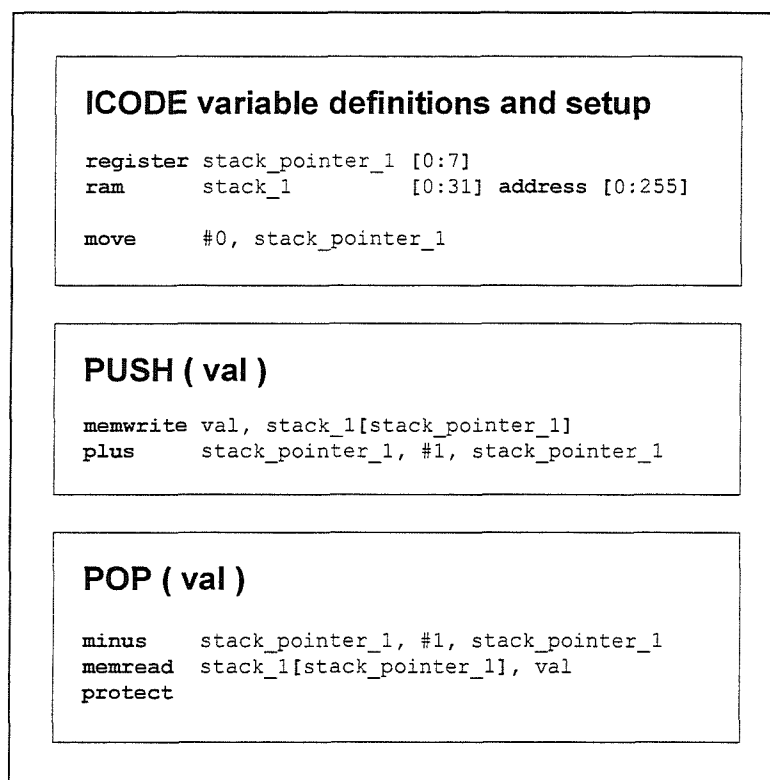 ICODE variable definitions and setup
register stack_pointer_1 [0:7]
ram stack_1 [0:31] address [0:255]
move #0, stack_pointer_1
PUSH ( val )
memwrite val, stack_1[stack_pointer_1]
plus stack_pointer_1, #1, stack_pointer_1
POP ( val )
minus stack_pointer_1, #1, stack_pointer_1
memread stack_1[stack_pointer_1], val
protect